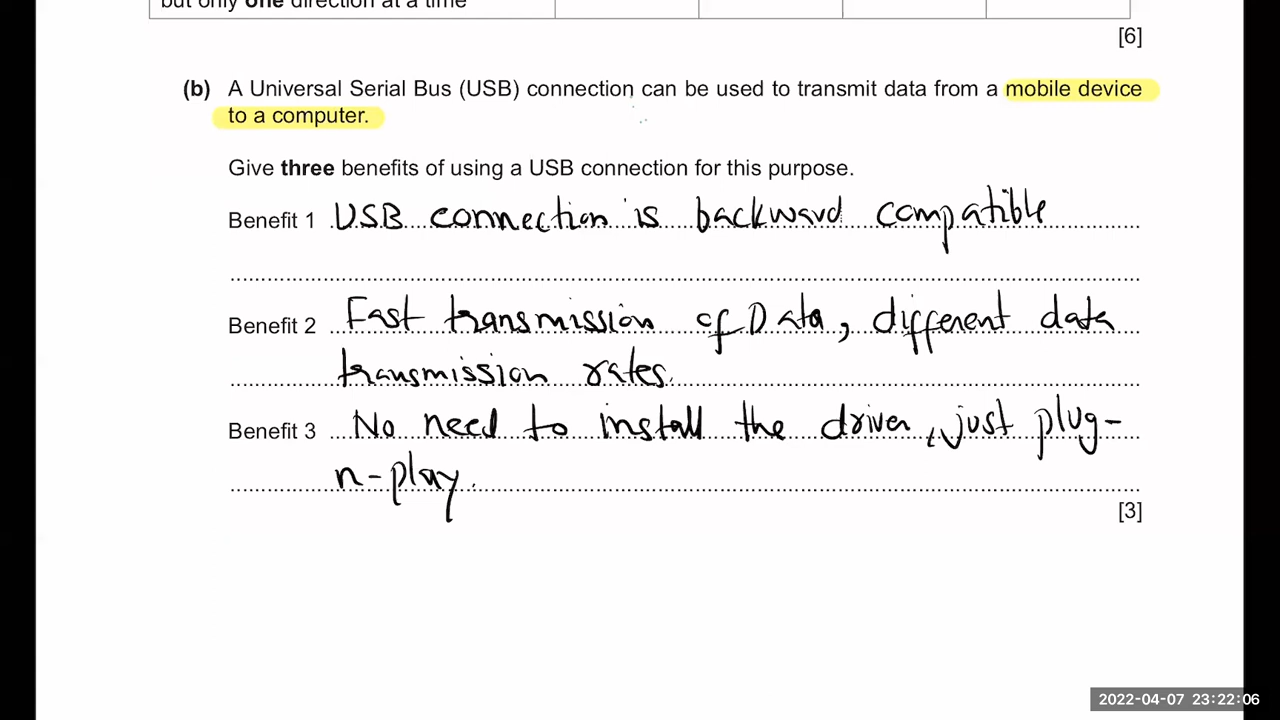 but only one direction at a time
[6]
(b) A Universal Serial Bus (USB) connection can be used to transmit data from a mobile device
to a computer.
Give three benefits of using a USB connection for this purpose.
Benefit 1 USB connection is backward compatible
Benefit 2 Fast transmission of Data, different data
transmission rates.
Benefit 3 No need to install the driver, just plug-
n-play.
[3]
2022-04-07 23:22:06